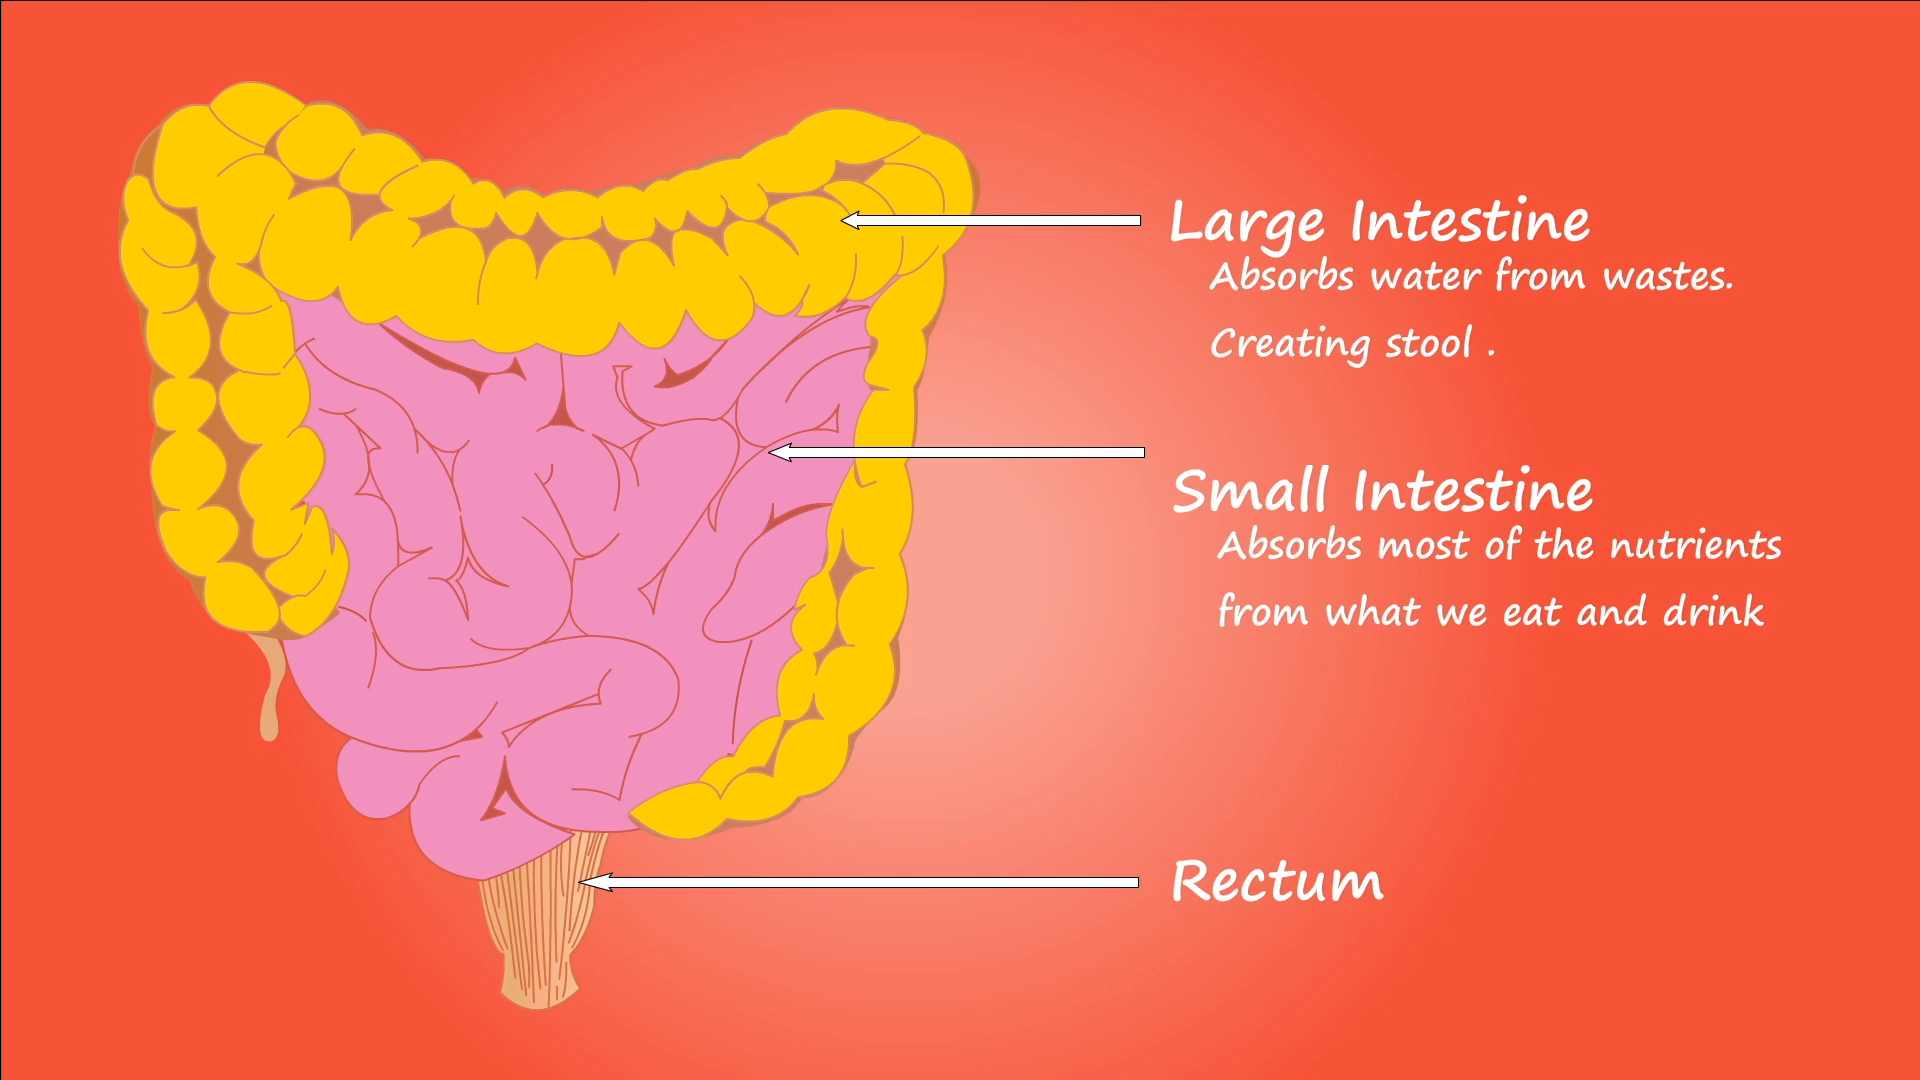 Large Intestine
Absorbs water from wastes.
Creating stool .
Small Intestine
Absorbs most of the nutrients
from what we eat and drink
Rectum